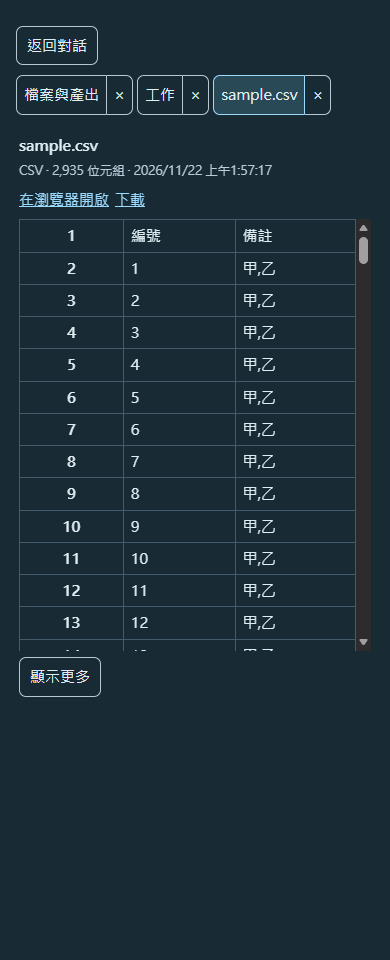 返回對話
檔案與產出 × 工作 × sample.csv ×
sample.csv
CSV · 2,935 位元組 · 2026/11/22 上午1:57:17
在瀏覽器開啟 下載
1 編號 備註
2 1 甲,乙
3 2 甲,乙
4 3 甲,乙
5 4 甲,乙
6 5 甲,乙
7 6 甲,乙
8 7 甲,乙
9 8 甲,乙
10 9 甲,乙
11 10 甲,乙
12 11 甲,乙
13 12 甲,乙
顯示更多